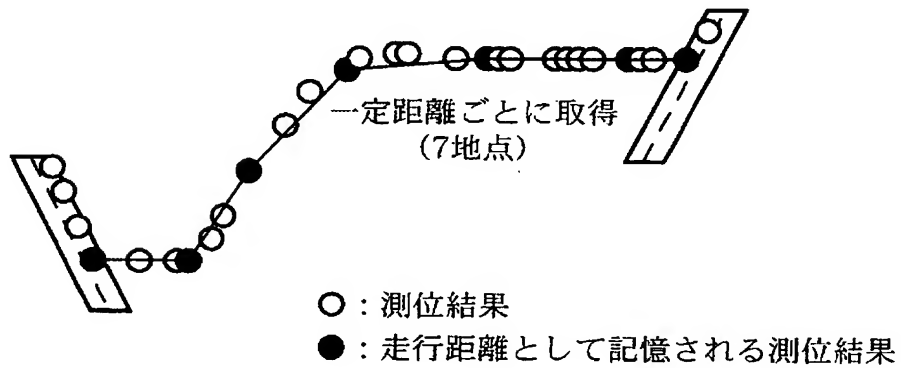 一定距離ごとに取得
(7地点)
○：測位結果
●：走行距離として記憶される測位結果